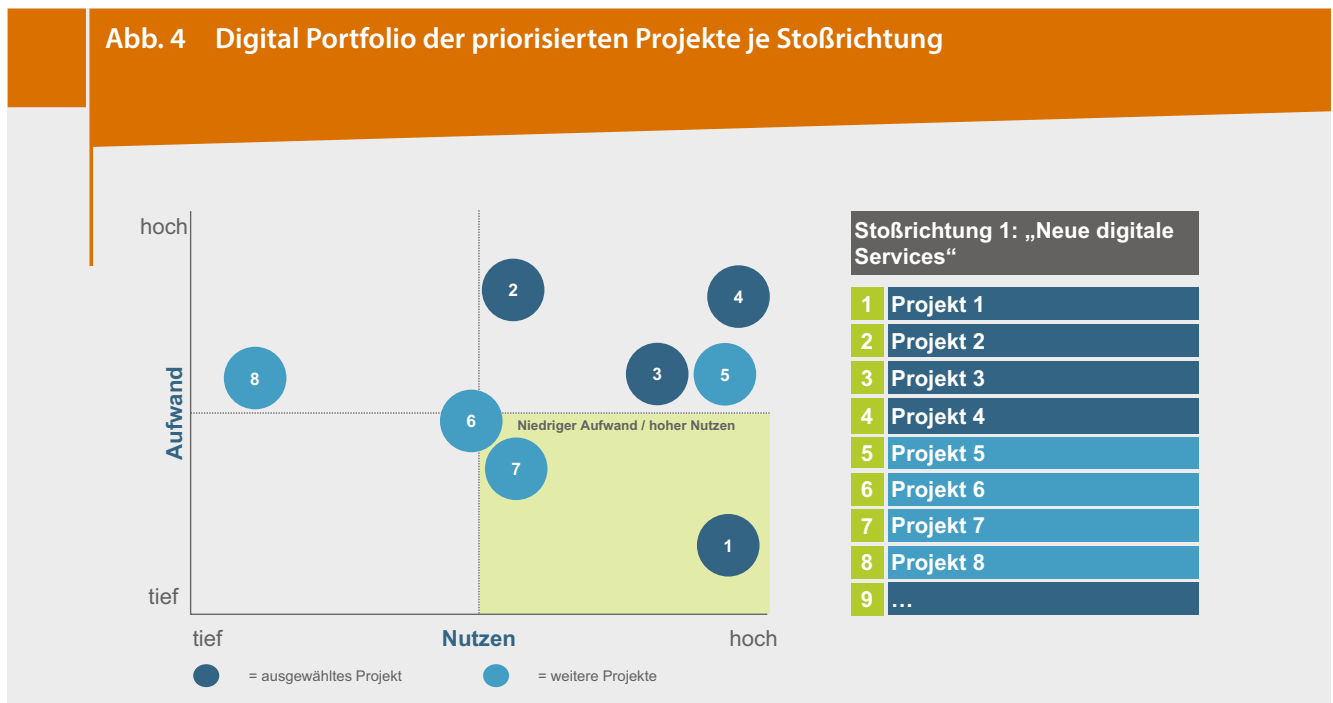 Abb. 4 Digital Portfolio der priorisierten Projekte je Stoßrichtung
hoch
Aufwand
tief
2
4
3
5
8
6
Niedriger Aufwand / hoher Nutzen
7
1
tief
Nutzen
hoch
= ausgewähltes Projekt
= weitere Projekte
Stoßrichtung 1: „Neue digitale
Services“
1 Projekt 1
2 Projekt 2
3 Projekt 3
4 Projekt 4
5 Projekt 5
6 Projekt 6
7 Projekt 7
8 Projekt 8
9 …